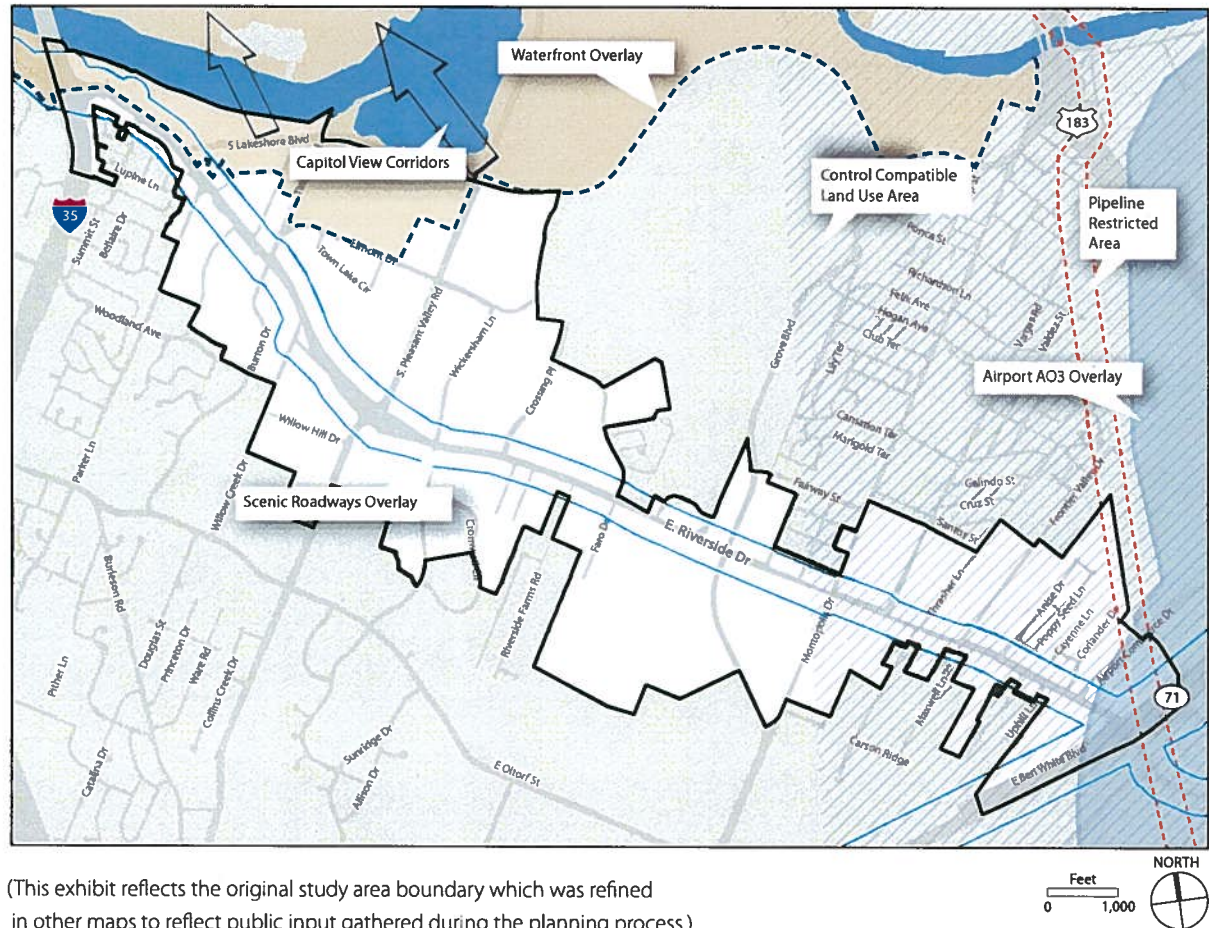 Waterfront Overlay
183
S Lakeshore Blvd
Capitol View Corridors
Control Compatible
Land Use Area
Lupine Ln
Pipeline
Restricted
Area
35
Summit St
Bellaire Dr
Ponca St
Elmont Dr
Town Lake Cir
Richardson Ln
Felix Ave
Hogan Ave
Club Ter
Vargas Rd
Valdez St
Woodland Ave
Burton Dr
S. Pleasant Valley Rd
Wickersham Ln
Grove Blvd
Lily Ter
Crossing Pl
Airport AO3 Overlay
Willow Hill Dr
Carnation Ter
Marigold Ter
Parker Ln
Willow Creek Dr
Scenic Roadways Overlay
Fairway St
Galindo St
Cruz St
Frontier Valley Dr
Santos St
E. Riverside Dr
Faro Dr
Thrasher Ln
Burleson Rd
Riverside Farms Rd
Montopolis Dr
Anise Dr
Poppy Seed Ln
Cayenne Ln
Coriander Dr
Airport Commerce Dr
Douglas St
Princeton Dr
Ware Rd
Collins Creek Dr
Pither Ln
Maxwell Ln
Uphill Ln
71
Sunridge Dr
Allison Dr
Carson Ridge
Catalina Dr
E Oltorf St
E Ben White Blvd
(This exhibit reflects the original study area boundary which was refined
in other maps to reflect public input gathered during the planning process.)
Feet
0 1,000
NORTH